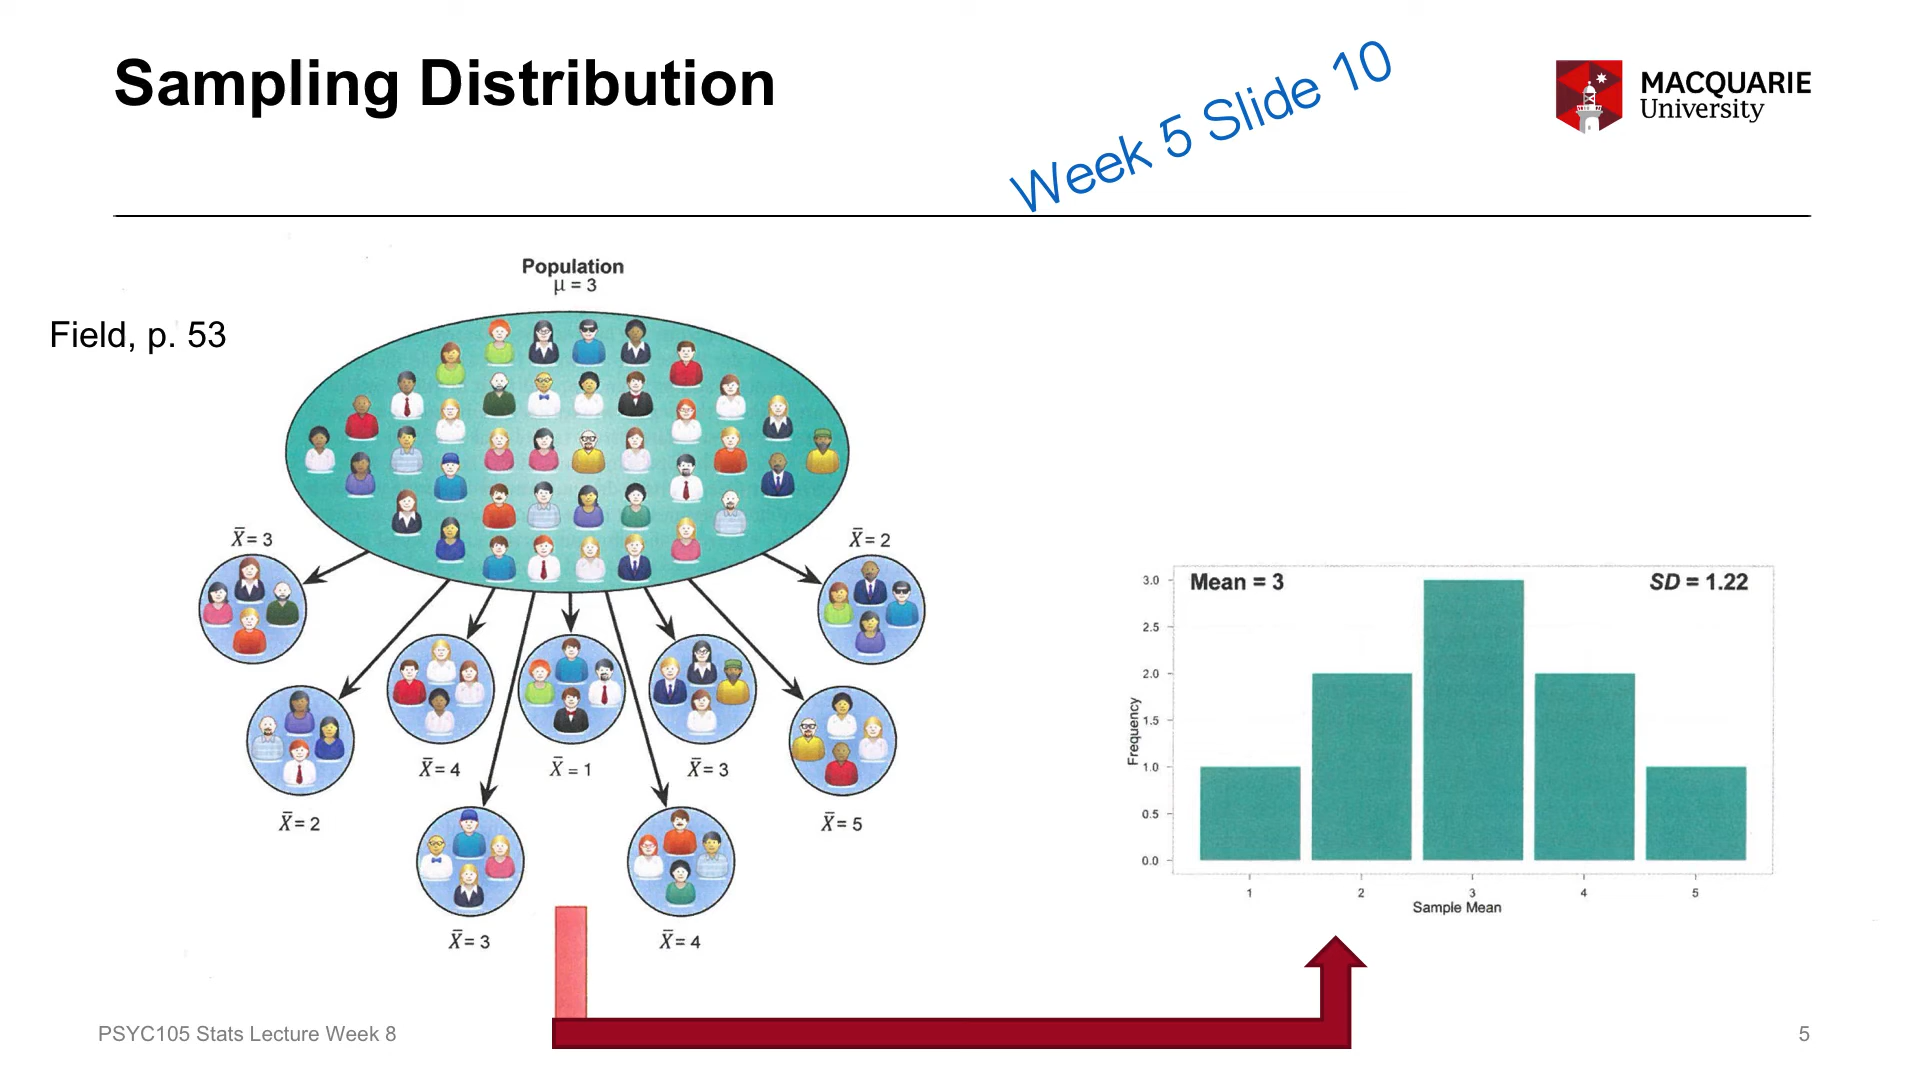 Sampling Distribution
Week 5 Slide 10
MACQUARIE
University
Population
μ = 3
Field, p. 53
X̄ = 3
X̄ = 2
X̄ = 4
X̄ = 1
X̄ = 3
X̄ = 2
X̄ = 5
X̄ = 3
X̄ = 4
Mean = 3
SD = 1.22
3.0
2.5
2.0
1.5
1.0
0.5
0.0
Frequency
1 2 3 4 5
Sample Mean
PSYC105 Stats Lecture Week 8
5